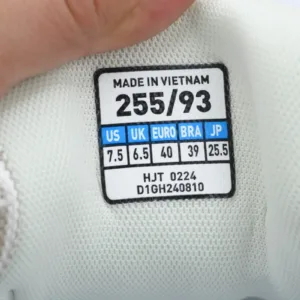 MADE IN VIETNAM
255/93
US UK EURO BRA JP
7.5 6.5 40 39 25.5
HJT 0224
D1GH240810